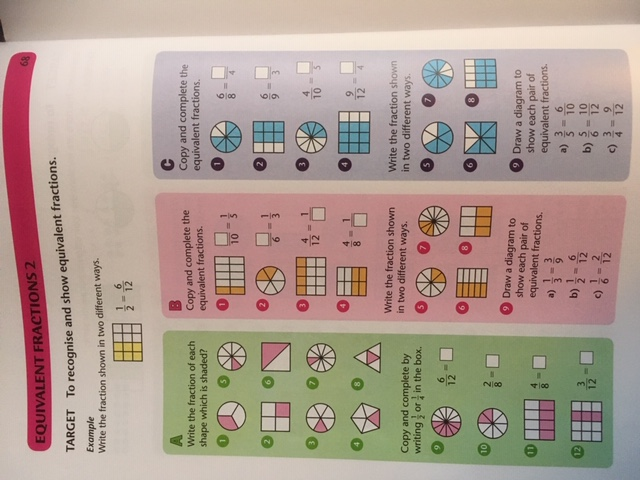 EQUIVALENT FRACTIONS 2
68
TARGET To recognise and show equivalent fractions.
Example
Write the fraction shown in two different ways.
1/2 = 6/12
A
Write the fraction of each
shape which is shaded?
1
2
3
4
5
6
7
8
Copy and complete by
writing 1/2 or 1/4 in the box.
9 6/12 = □
10 2/8 = □
11 4/8 = □
12 3/12 = □
B
Copy and complete the
equivalent fractions.
1 □/10 = 1/5
2 □/6 = 1/3
3 4/12 = 1/□
4 4/8 = 1/□
Write the fraction shown
in two different ways.
5
6
7
8
9 Draw a diagram to
show each pair of
equivalent fractions.
a) 1/3 = 3/9
b) 1/2 = 6/12
c) 1/6 = 2/12
C
Copy and complete the
equivalent fractions.
1 6/8 = □/4
2 6/9 = □/3
3 4/10 = □/5
4 9/12 = □/4
Write the fraction shown
in two different ways.
5
6
7
8
9 Draw a diagram to
show each pair of
equivalent fractions.
a) 3/5 = 6/10
b) 5/6 = 10/12
c) 3/4 = 9/12